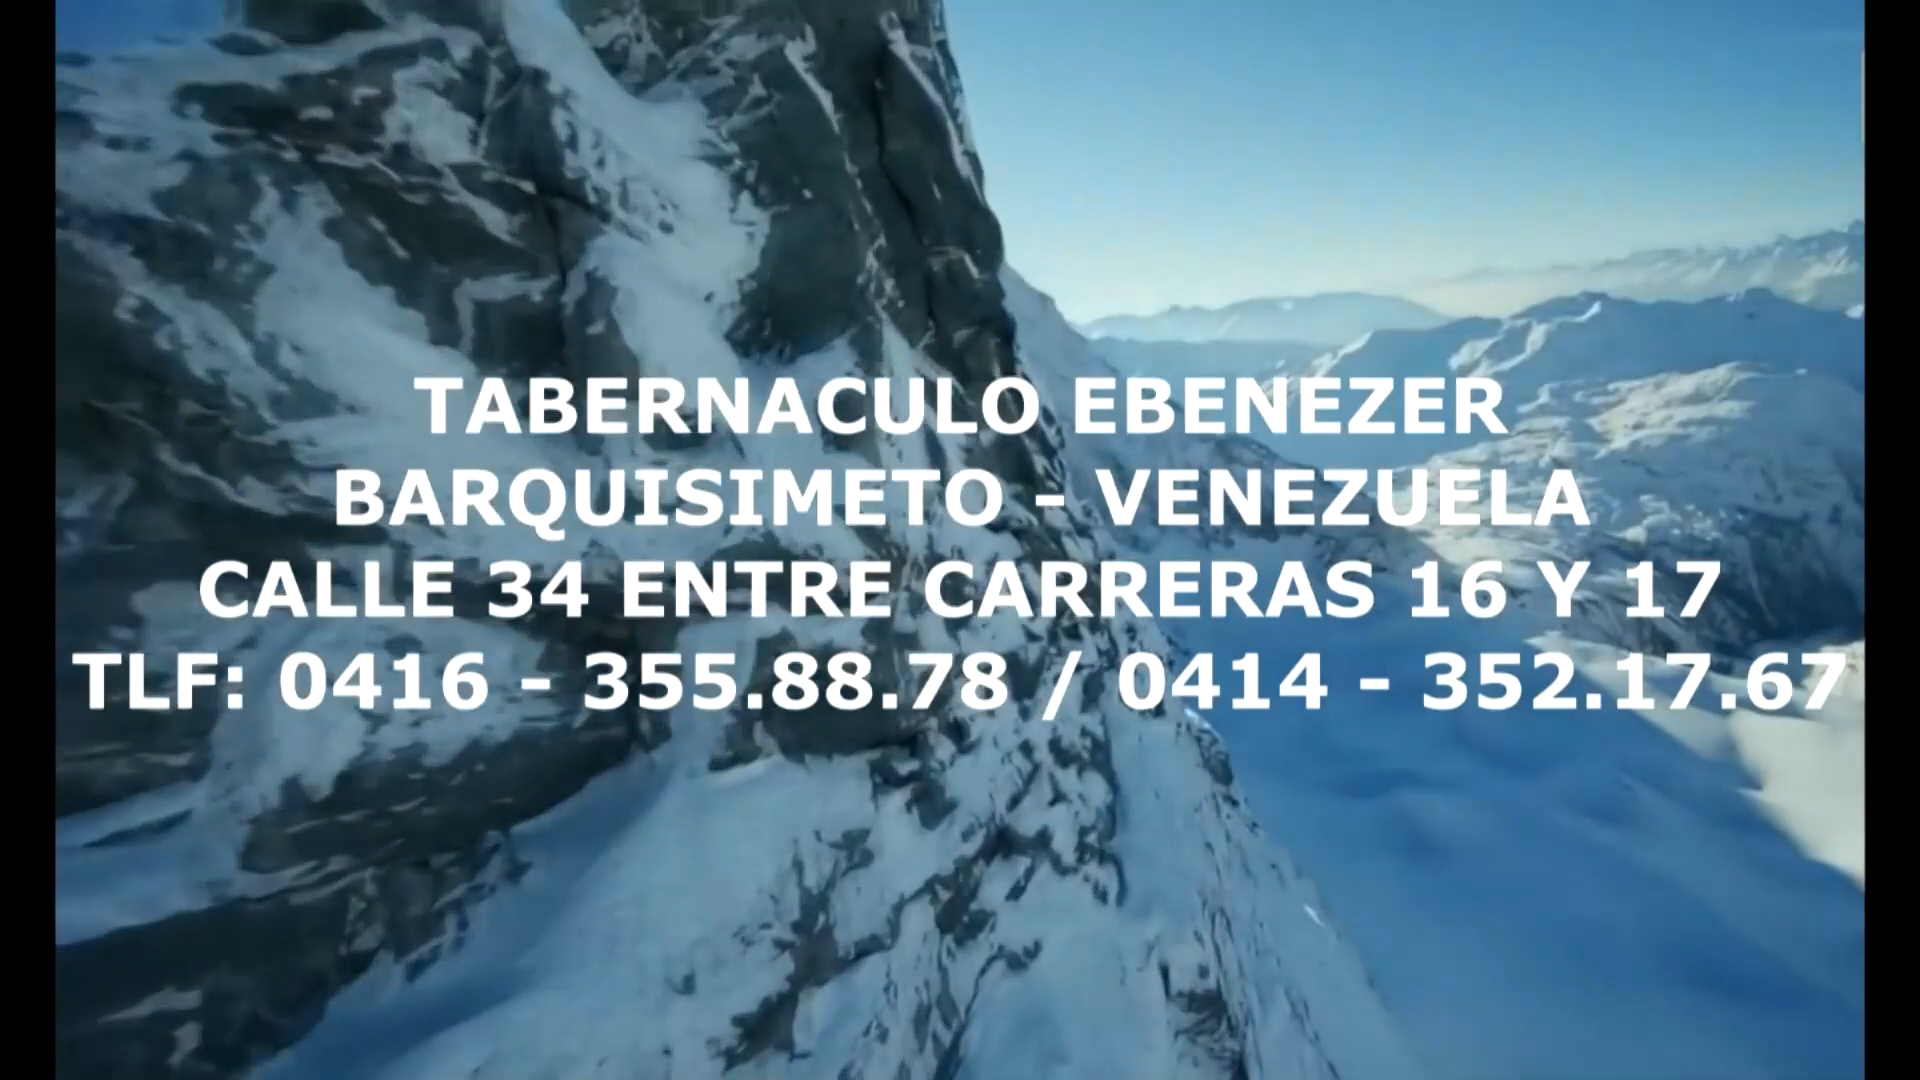 TABERNACULO EBENEZER
BARQUISIMETO - VENEZUELA
CALLE 34 ENTRE CARRERAS 16 Y 17
TLF: 0416 - 355.88.78 / 0414 - 352.17.67